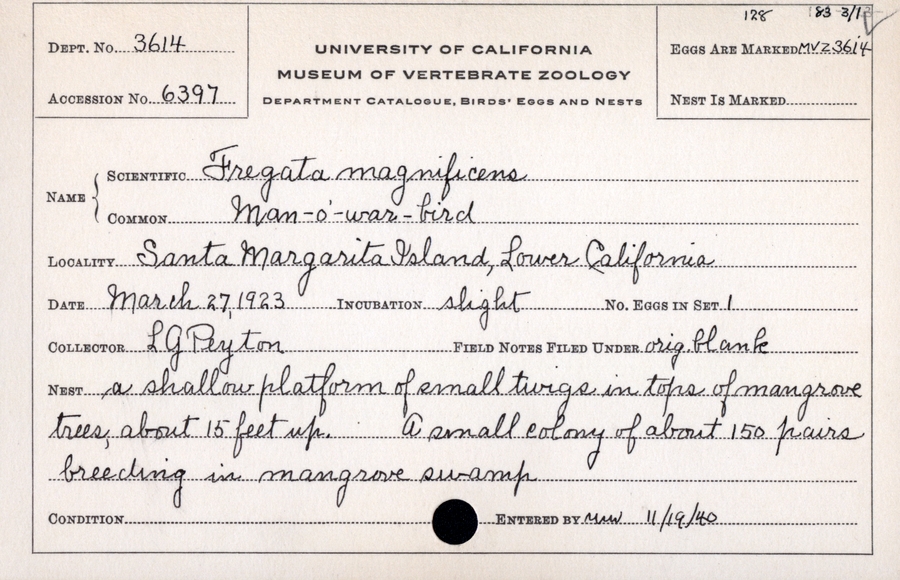 128 83-3/1
Dept. No. 3614
UNIVERSITY OF CALIFORNIA
Eggs Are Marked MVZ3614
MUSEUM OF VERTEBRATE ZOOLOGY
Accession No. 6397
Department Catalogue, Birds' Eggs and Nests
Nest Is Marked
Name { Scientific Fregata magnificens
Common Man-o'-war-bird
Locality Santa Margarita Island, Lower California
Date March 27, 1923 Incubation slight No. Eggs in Set 1
Collector L G Peyton Field Notes Filed Under orig. blank
Nest a shallow platform of small twigs in tops of mangrove
trees, about 15 feet up. A small colony of about 150 pairs
breeding in mangrove swamp
Condition Entered by 11/19/40